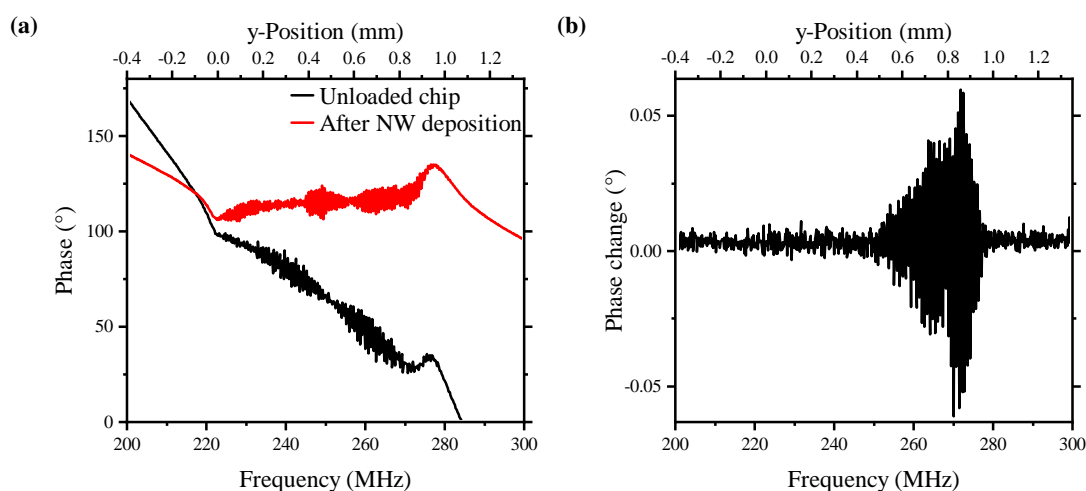 (a)
y-Position (mm)
-0.4 -0.2 0.0 0.2 0.4 0.6 0.8 1.0 1.2
Unloaded chip
After NW deposition
Phase (°)
150
100
50
0
200 220 240 260 280 300
Frequency (MHz)
(b)
y-Position (mm)
-0.4 -0.2 0.0 0.2 0.4 0.6 0.8 1.0 1.2
Phase change (°)
0.05
0.00
-0.05
200 220 240 260 280 300
Frequency (MHz)